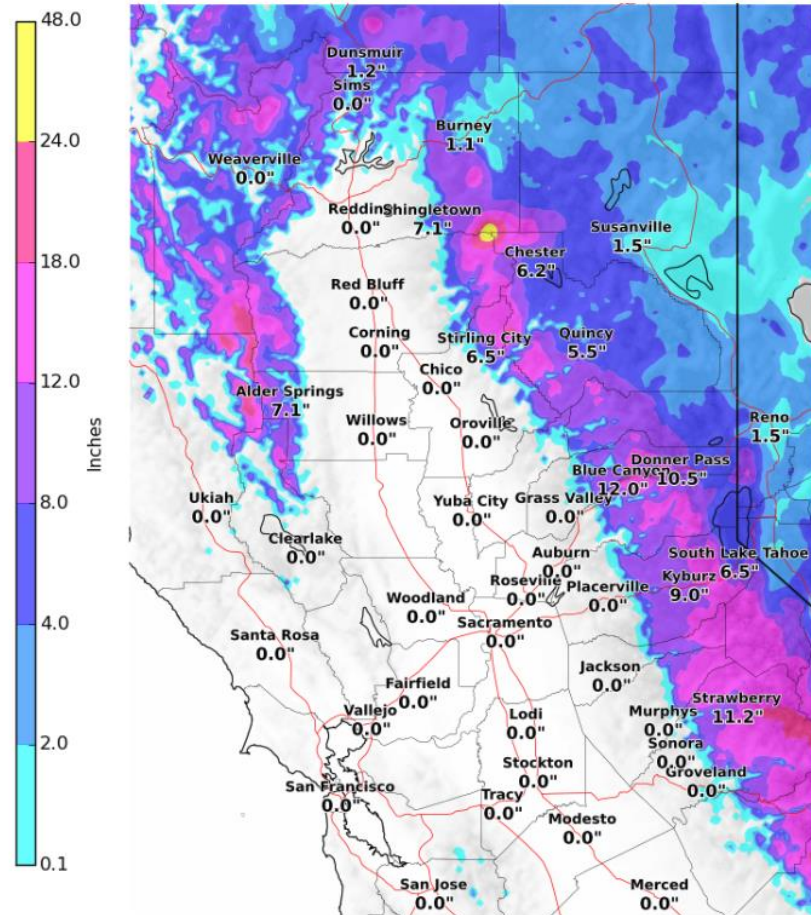 48.0
24.0
18.0
12.0
8.0
4.0
2.0
0.1
Inches
Dunsmuir
1.2"
Sims
0.0"
Burney
1.1"
Weaverville
0.0"
Redding
0.0"
Shingletown
7.1"
Susanville
1.5"
Chester
6.2"
Red Bluff
0.0"
Corning
0.0"
Stirling City
6.5"
Quincy
5.5"
Chico
0.0"
Alder Springs
7.1"
Willows
0.0"
Oroville
0.0"
Reno
1.5"
Donner Pass
10.5"
Blue Canyon
12.0"
Ukiah
0.0"
Yuba City
0.0"
Grass Valley
0.0"
Clearlake
0.0"
Auburn
0.0"
South Lake Tahoe
6.5"
Roseville
0.0"
Placerville
0.0"
Kyburz
9.0"
Woodland
0.0"
Sacramento
0.0"
Santa Rosa
0.0"
Jackson
0.0"
Fairfield
0.0"
Strawberry
11.2"
Vallejo
0.0"
Lodi
0.0"
Murphys
0.0"
Sonora
0.0"
Stockton
0.0"
Groveland
0.0"
San Francisco
0.0"
Tracy
0.0"
Modesto
0.0"
San Jose
0.0"
Merced
0.0"